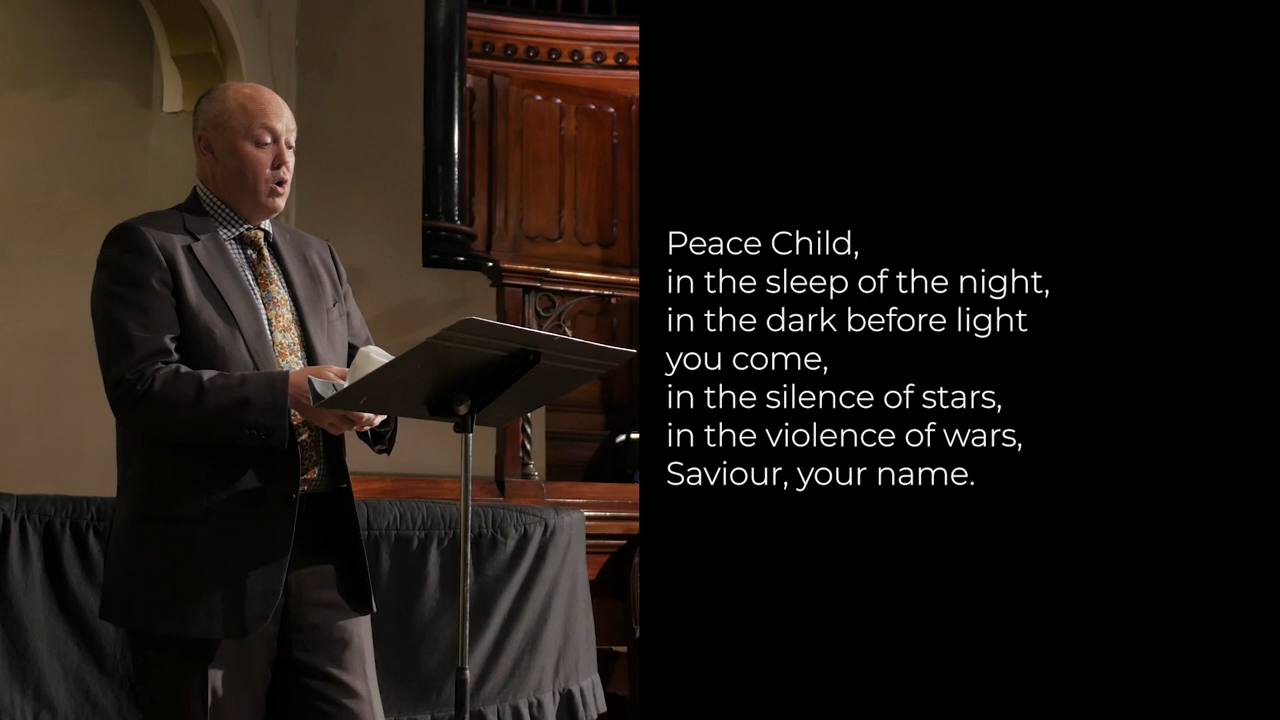 Peace Child,
in the sleep of the night,
in the dark before light
you come,
in the silence of stars,
in the violence of wars,
Saviour, your name.